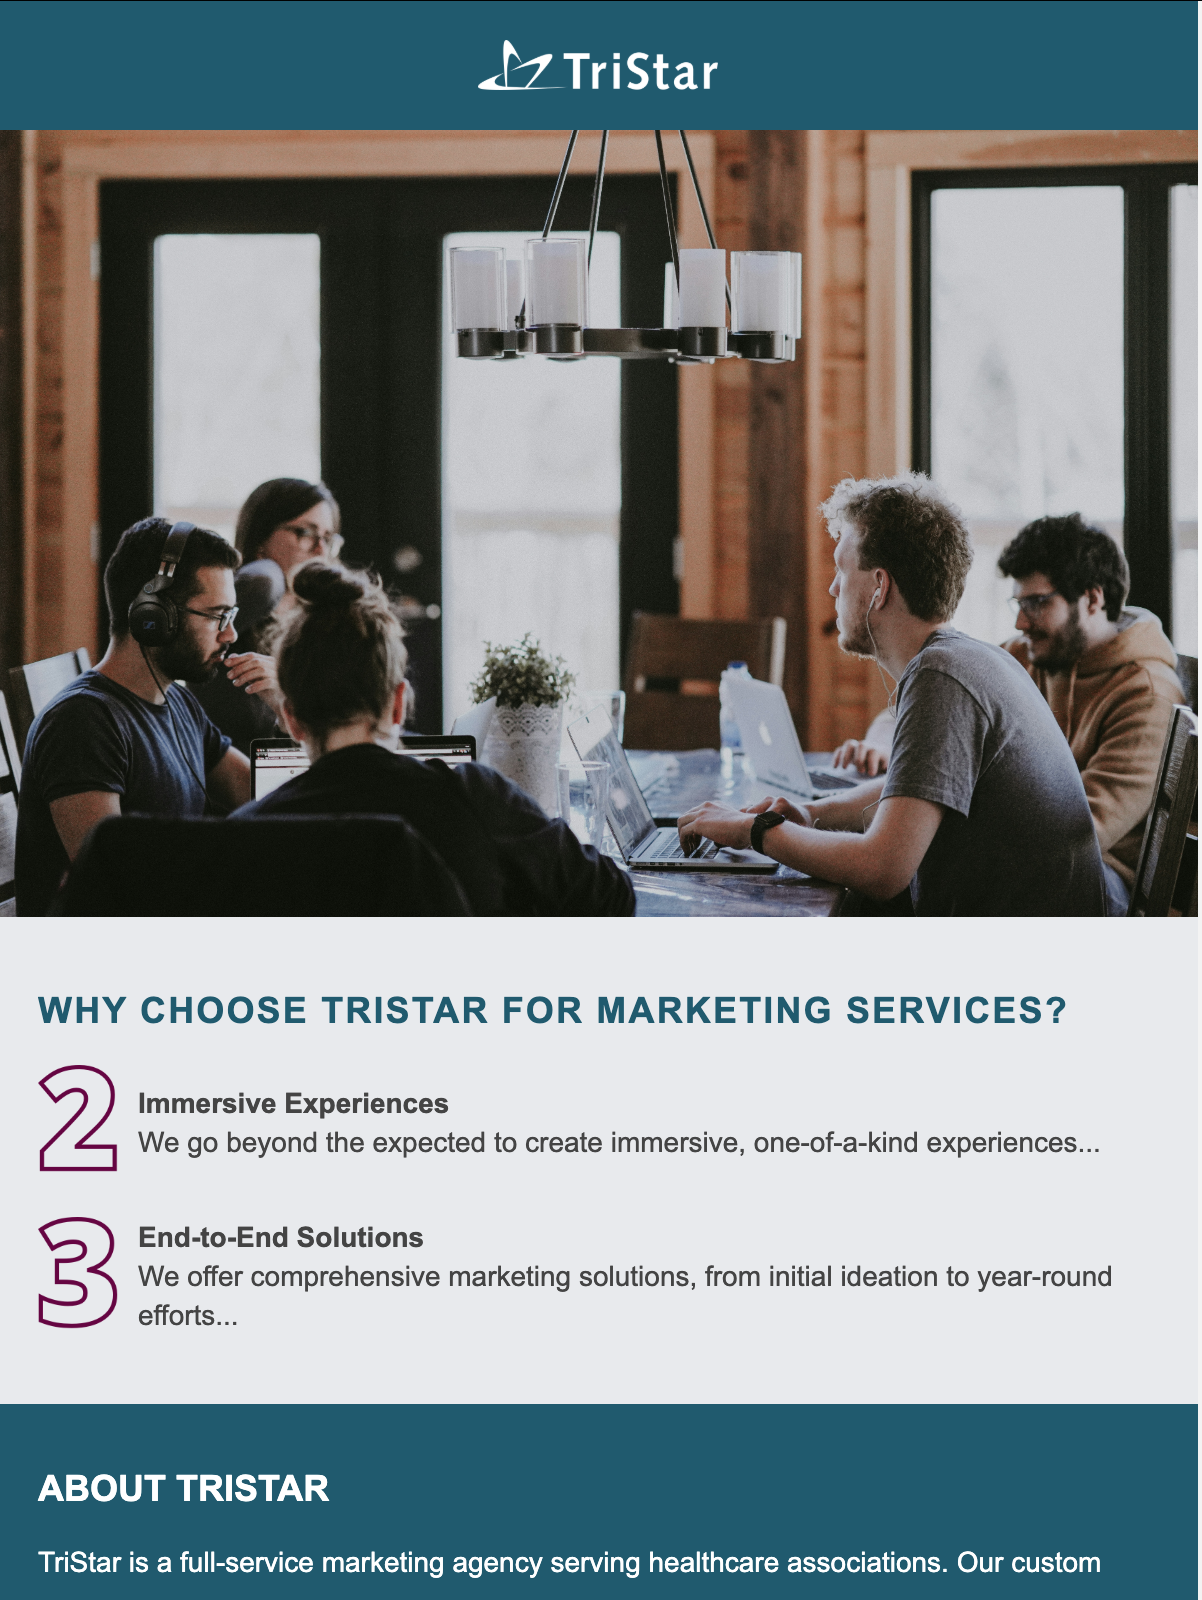 TriStar
WHY CHOOSE TRISTAR FOR MARKETING SERVICES?
2
Immersive Experiences
We go beyond the expected to create immersive, one-of-a-kind experiences...
3
End-to-End Solutions
We offer comprehensive marketing solutions, from initial ideation to year-round
efforts...
ABOUT TRISTAR
TriStar is a full-service marketing agency serving healthcare associations. Our custom